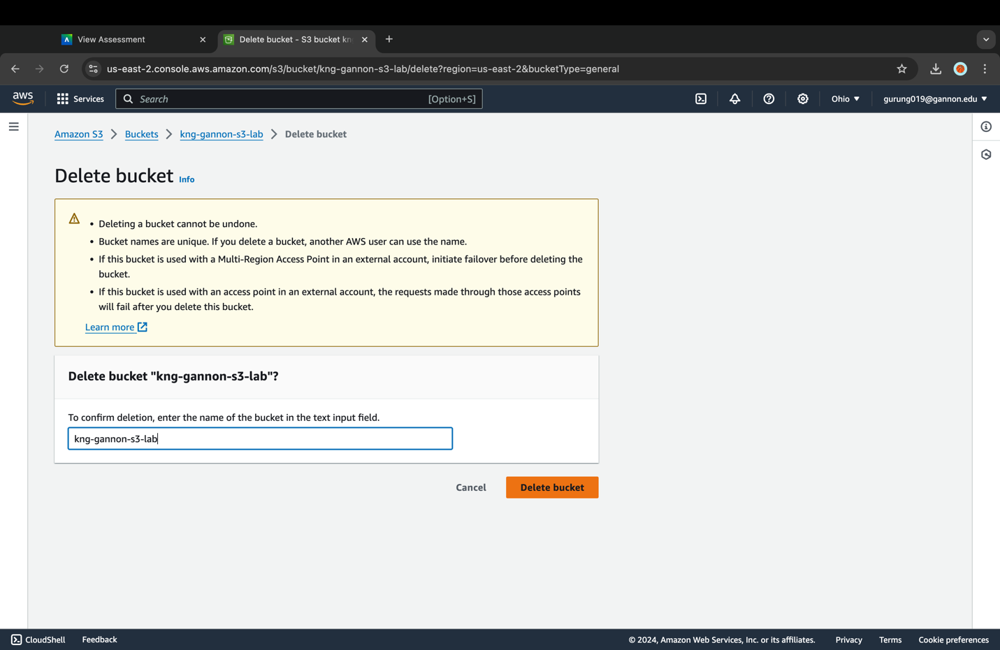 View Assessment
Delete bucket - S3 bucket kn
us-east-2.console.aws.amazon.com/s3/bucket/kng-gannon-s3-lab/delete?region=us-east-2&bucketType=general
aws
Services
Search
[Option+S]
Ohio
gurung019@gannon.edu
Amazon S3
Buckets
kng-gannon-s3-lab
Delete bucket
Delete bucket Info
Deleting a bucket cannot be undone.
Bucket names are unique. If you delete a bucket, another AWS user can use the name.
If this bucket is used with a Multi-Region Access Point in an external account, initiate failover before deleting the
bucket.
If this bucket is used with an access point in an external account, the requests made through those access points
will fail after you delete this bucket.
Learn more
Delete bucket "kng-gannon-s3-lab"?
To confirm deletion, enter the name of the bucket in the text input field.
kng-gannon-s3-lab
Cancel
Delete bucket
CloudShell
Feedback
© 2024, Amazon Web Services, Inc. or its affiliates.
Privacy
Terms
Cookie preferences